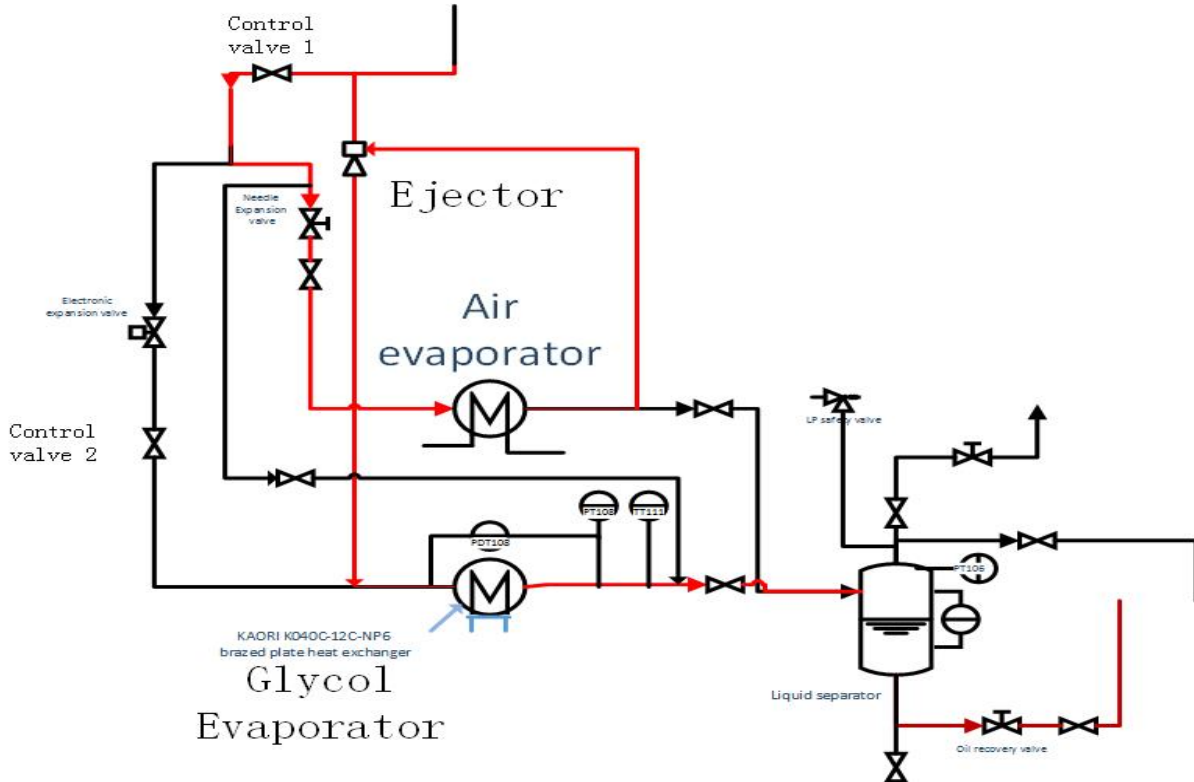 Control
valve 1
Needle
Expansion
valve
Ejector
Electronic
expansion valve
Air
evaporator
Control
valve 2
LP safety valve
PT108
TT111
PDT108
PT106
KAORI K040C-12C-NP6
brazed plate heat exchanger
Glycol
Evaporator
Liquid separator
Oil recovery valve